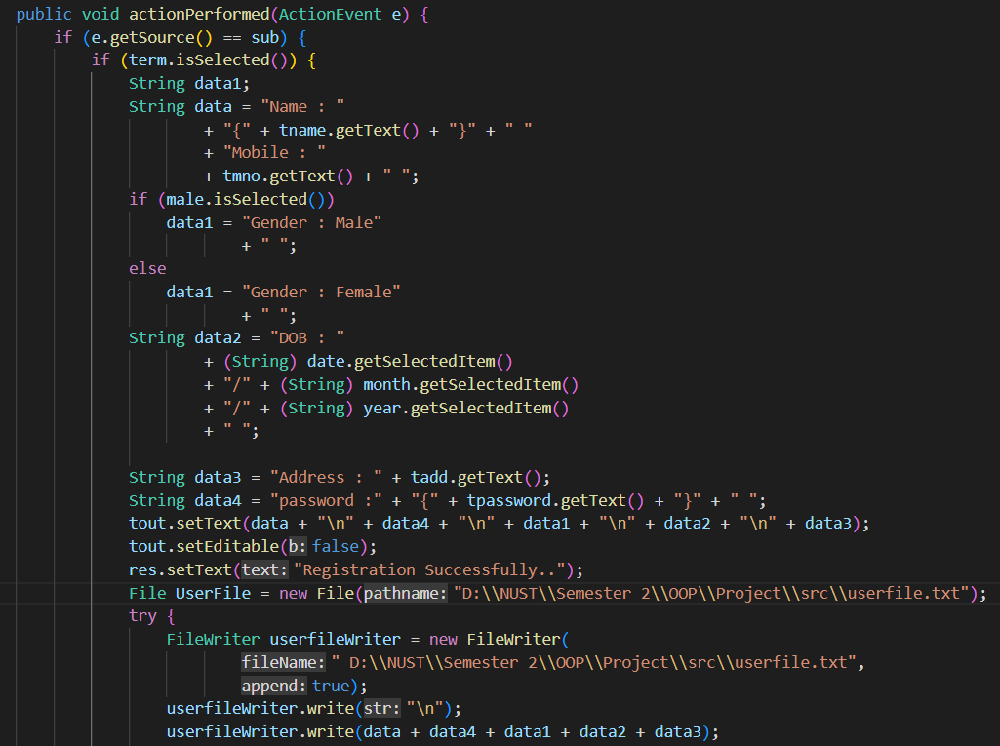 public void actionPerformed(ActionEvent e) {
if (e.getSource() == sub) {
if (term.isSelected()) {
String data1;
String data = "Name : "
+ "{" + tname.getText() + "}" + " "
+ "Mobile : "
+ tmno.getText() + " ";
if (male.isSelected())
data1 = "Gender : Male"
+ " ";
else
data1 = "Gender : Female"
+ " ";
String data2 = "DOB : "
+ (String) date.getSelectedItem()
+ "/" + (String) month.getSelectedItem()
+ "/" + (String) year.getSelectedItem()
+ " ";
String data3 = "Address : " + tadd.getText();
String data4 = "password :" + "{" + tpassword.getText() + "}" + " ";
tout.setText(data + "\n" + data4 + "\n" + data1 + "\n" + data2 + "\n" + data3);
tout.setEditable(b: false);
res.setText(text: "Registration Successfully..");
File UserFile = new File(pathname: "D:\\NUST\\Semester 2\\OOP\\Project\\src\\userfile.txt");
try {
FileWriter userfileWriter = new FileWriter(
fileName: " D:\\NUST\\Semester 2\\OOP\\Project\\src\\userfile.txt",
append: true);
userfileWriter.write(str: "\n");
userfileWriter.write(data + data4 + data1 + data2 + data3);